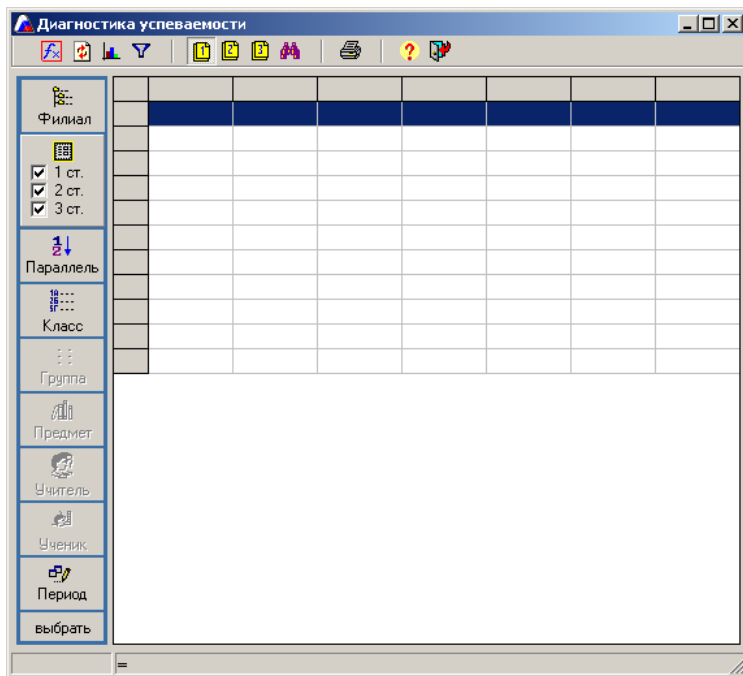 Диагностика успеваемости
Филиал
1 ст.
2 ст.
3 ст.
Параллель
Класс
Группа
Предмет
Учитель
Ученик
Период
выбрать
=